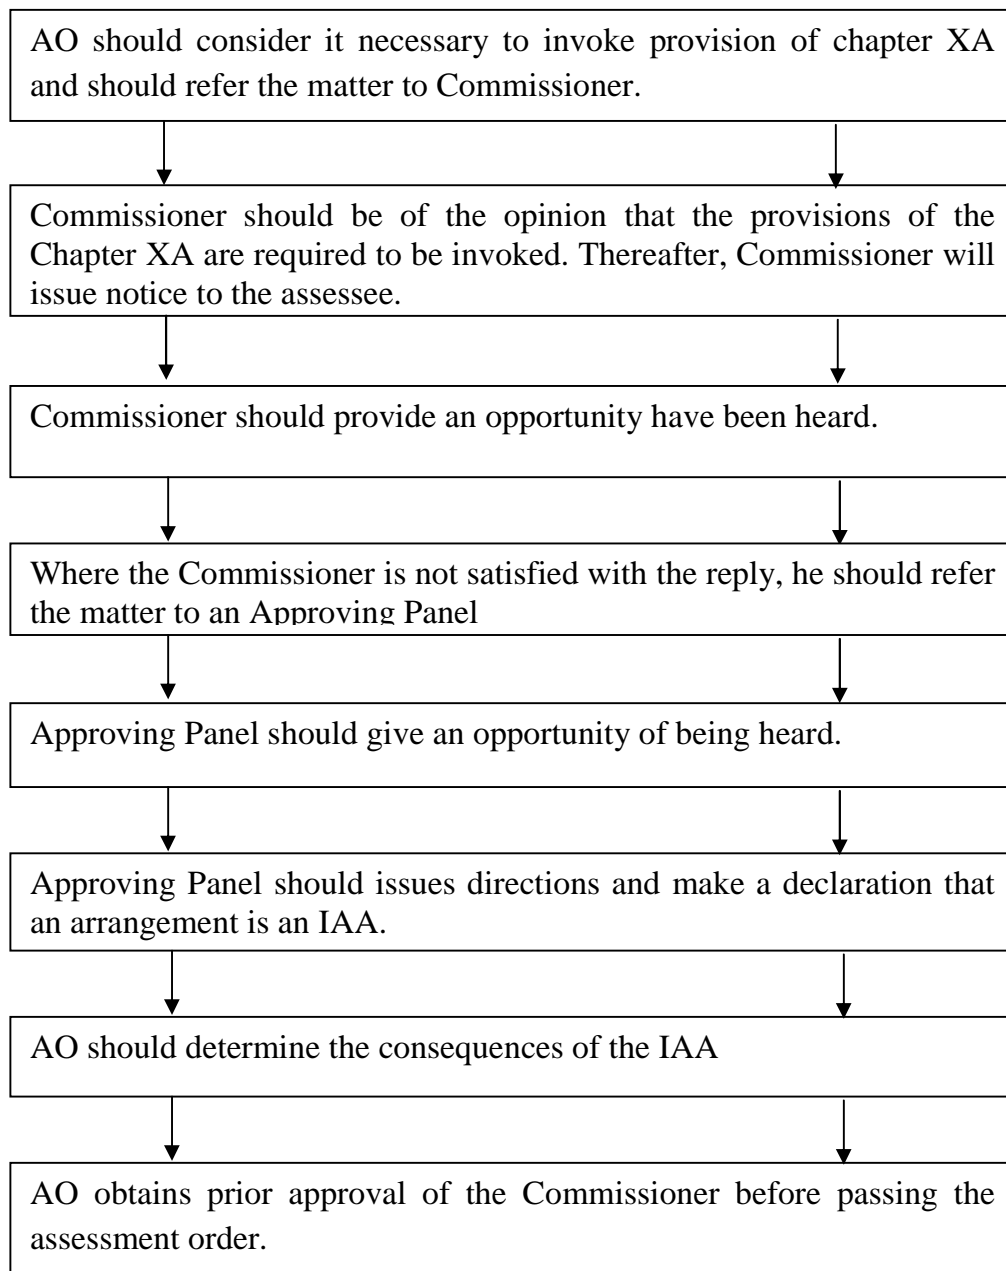 AO should consider it necessary to invoke provision of chapter XA
and should refer the matter to Commissioner.
Commissioner should be of the opinion that the provisions of the
Chapter XA are required to be invoked. Thereafter, Commissioner will
issue notice to the assessee.
Commissioner should provide an opportunity have been heard.
Where the Commissioner is not satisfied with the reply, he should refer
the matter to an Approving Panel
Approving Panel should give an opportunity of being heard.
Approving Panel should issues directions and make a declaration that
an arrangement is an IAA.
AO should determine the consequences of the IAA
AO obtains prior approval of the Commissioner before passing the
assessment order.